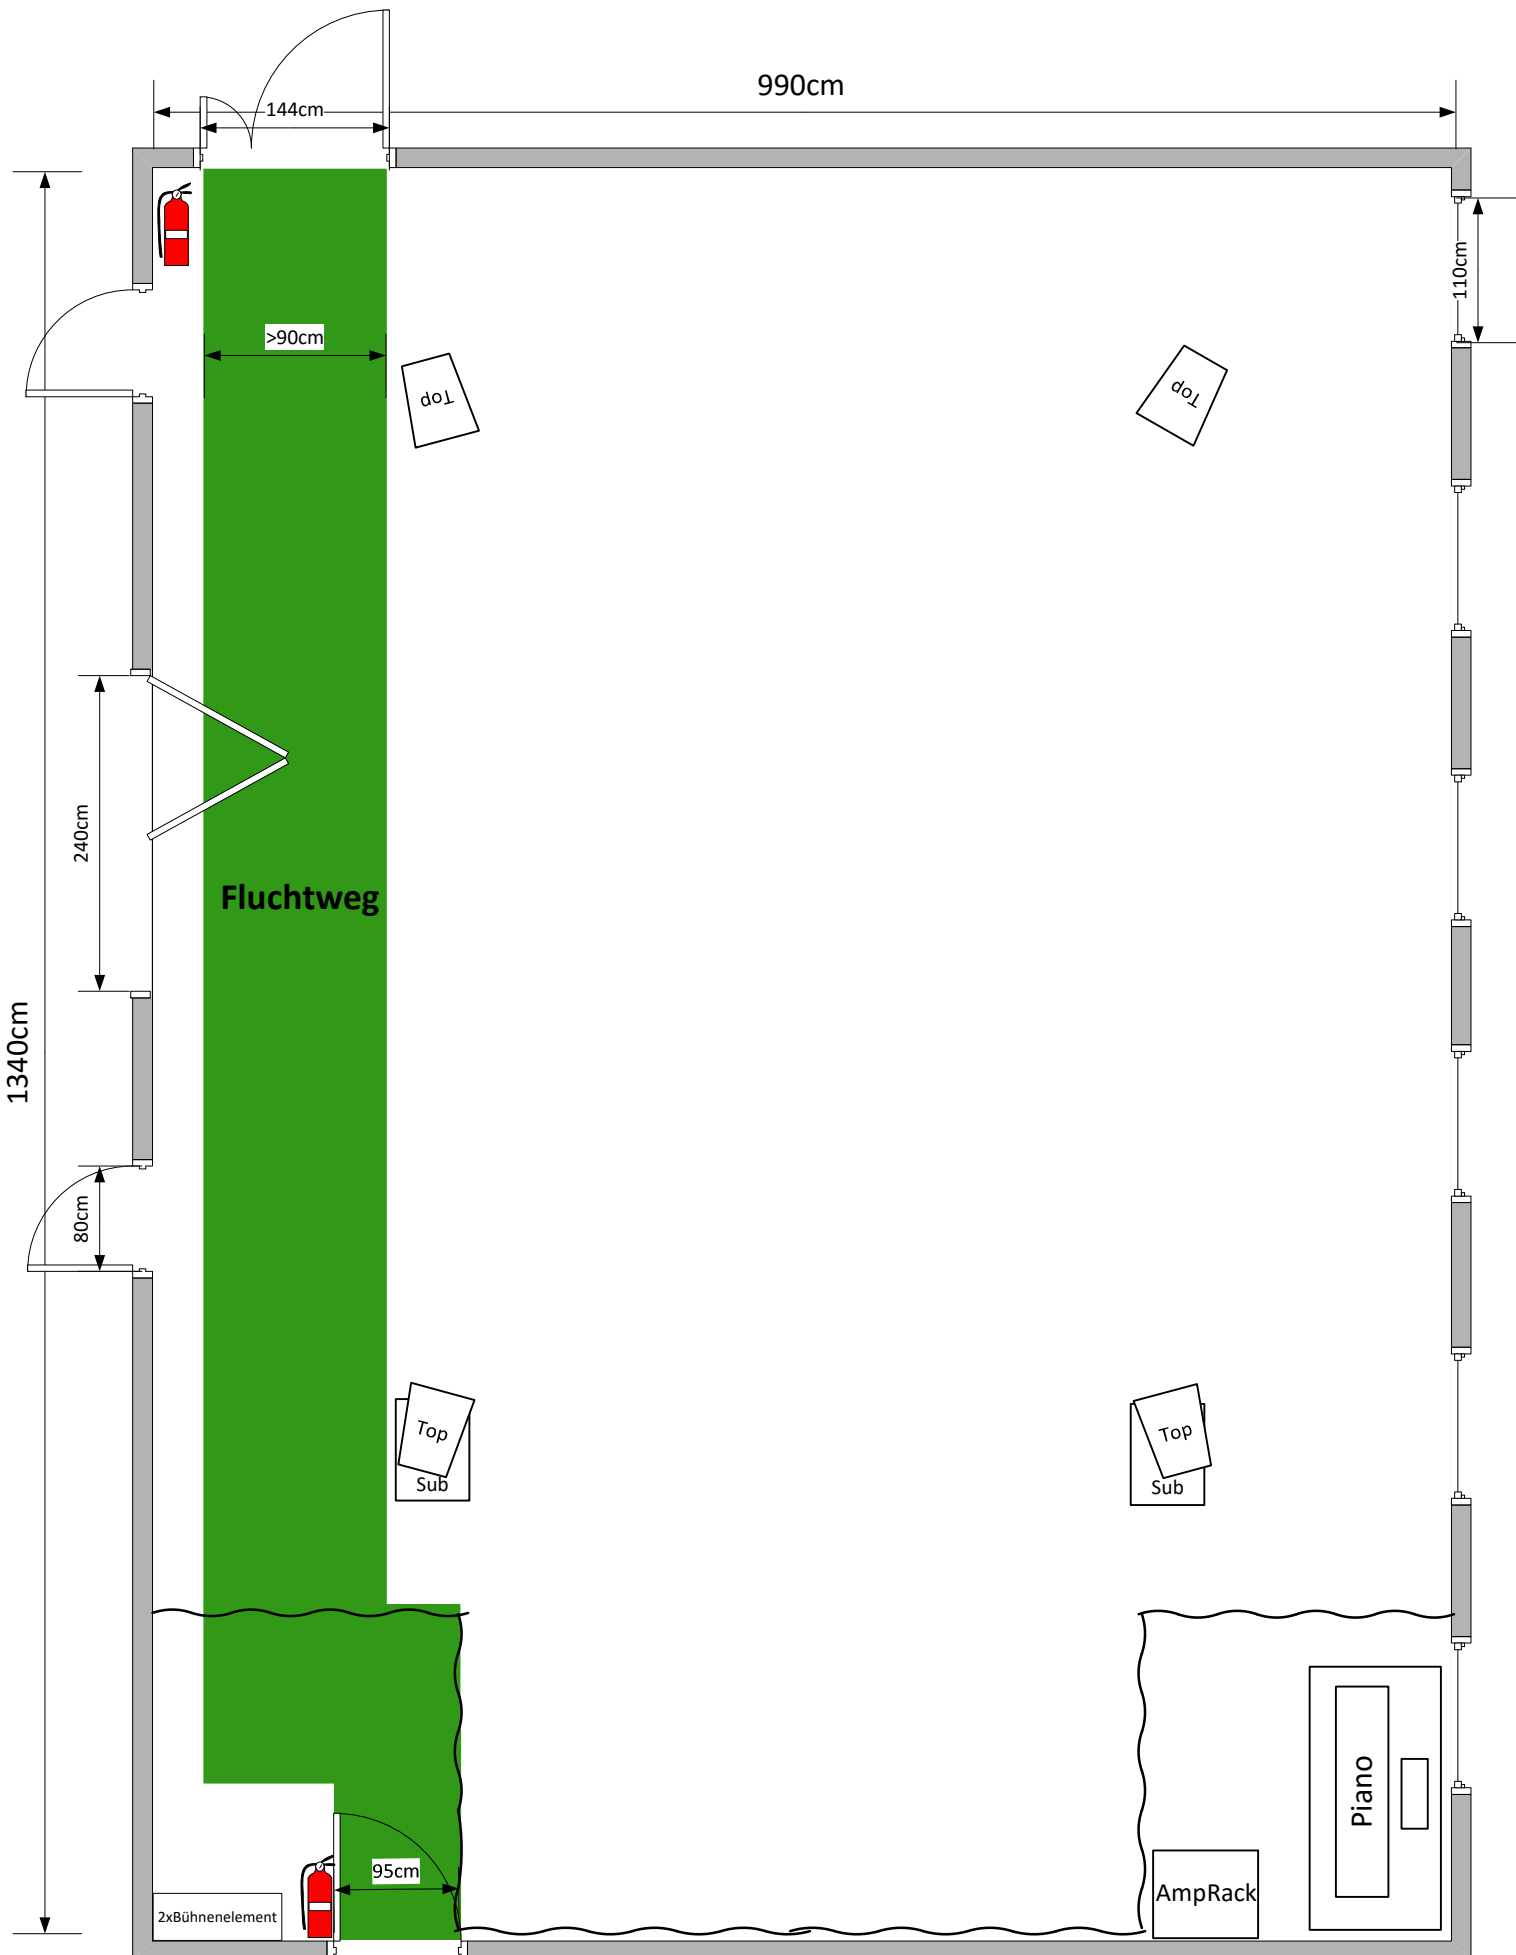 990cm
144cm
110cm
>90cm
Top
Top
240cm
Fluchtweg
1340cm
80cm
Top
Sub
Top
Sub
Piano
95cm
AmpRack
2xBühnenelement